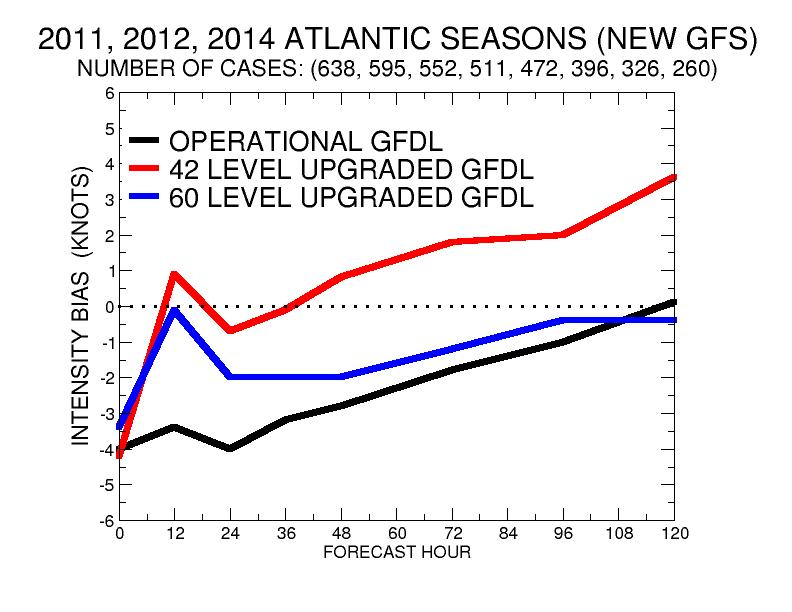 2011, 2012, 2014 ATLANTIC SEASONS (NEW GFS)
NUMBER OF CASES: (638, 595, 552, 511, 472, 396, 326, 260)
OPERATIONAL GFDL
42 LEVEL UPGRADED GFDL
60 LEVEL UPGRADED GFDL
INTENSITY BIAS (KNOTS)
6
5
4
3
2
1
0
-1
-2
-3
-4
-5
-6
0 12 24 36 48 60 72 84 96 108 120
FORECAST HOUR